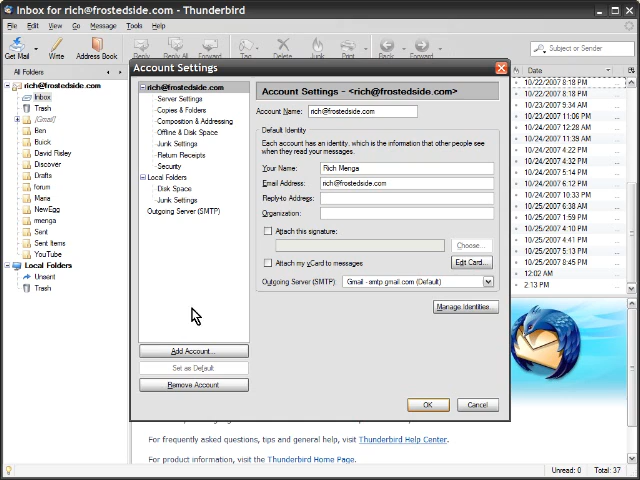 Inbox for rich@frostedside.com - Thunderbird
File Edit View Go Message Tools Help
Get Mail Write Address Book Reply Reply All Forward Tag Delete Junk Print Back Forward
Subject or Sender
All Folders
Date
rich@frostedside.com
Inbox
Trash
[Gmail]
Ben
Buick
David Risley
Discover
Drafts
forum
Maria
NewEgg
menga
Sent
Sent Items
YouTube
Local Folders
Unsent
Trash
Account Settings
rich@frostedside.com
Server Settings
Copies & Folders
Composition & Addressing
Offline & Disk Space
Junk Settings
Return Receipts
Security
Local Folders
Disk Space
Junk Settings
Outgoing Server (SMTP)
Add Account...
Set as Default
Remove Account
Account Settings - <rich@frostedside.com>
Account Name: rich@frostedside.com
Default Identity
Each account has an identity, which is the information that other people see
when they read your messages.
Your Name: Rich Menga
Email Address: rich@frostedside.com
Reply-to Address:
Organization:
Attach this signature:
Choose...
Attach my vCard to messages
Edit Card...
Outgoing Server (SMTP): Gmail - smtp.gmail.com (Default)
Manage Identities...
OK Cancel
10/22/2007 8:18 PM
10/22/2007 8:18 PM
10/23/2007 9:34 AM
10/23/2007 11:06 PM
10/24/2007 12:28 AM
10/24/2007 11:39 AM
10/24/2007 4:22 PM
10/24/2007 4:32 PM
10/24/2007 5:14 PM
10/24/2007 6:12 PM
10/24/2007 10:33 PM
10/25/2007 6:38 AM
10/25/2007 1:59 PM
10/25/2007 4:10 PM
10/25/2007 4:41 PM
10/25/2007 5:13 PM
10/25/2007 8:45 PM
12:02 AM
2:13 PM
For frequently asked questions, tips and general help, visit Thunderbird Help Center.
For product information, visit the Thunderbird Home Page.
Unread: 0 Total: 37